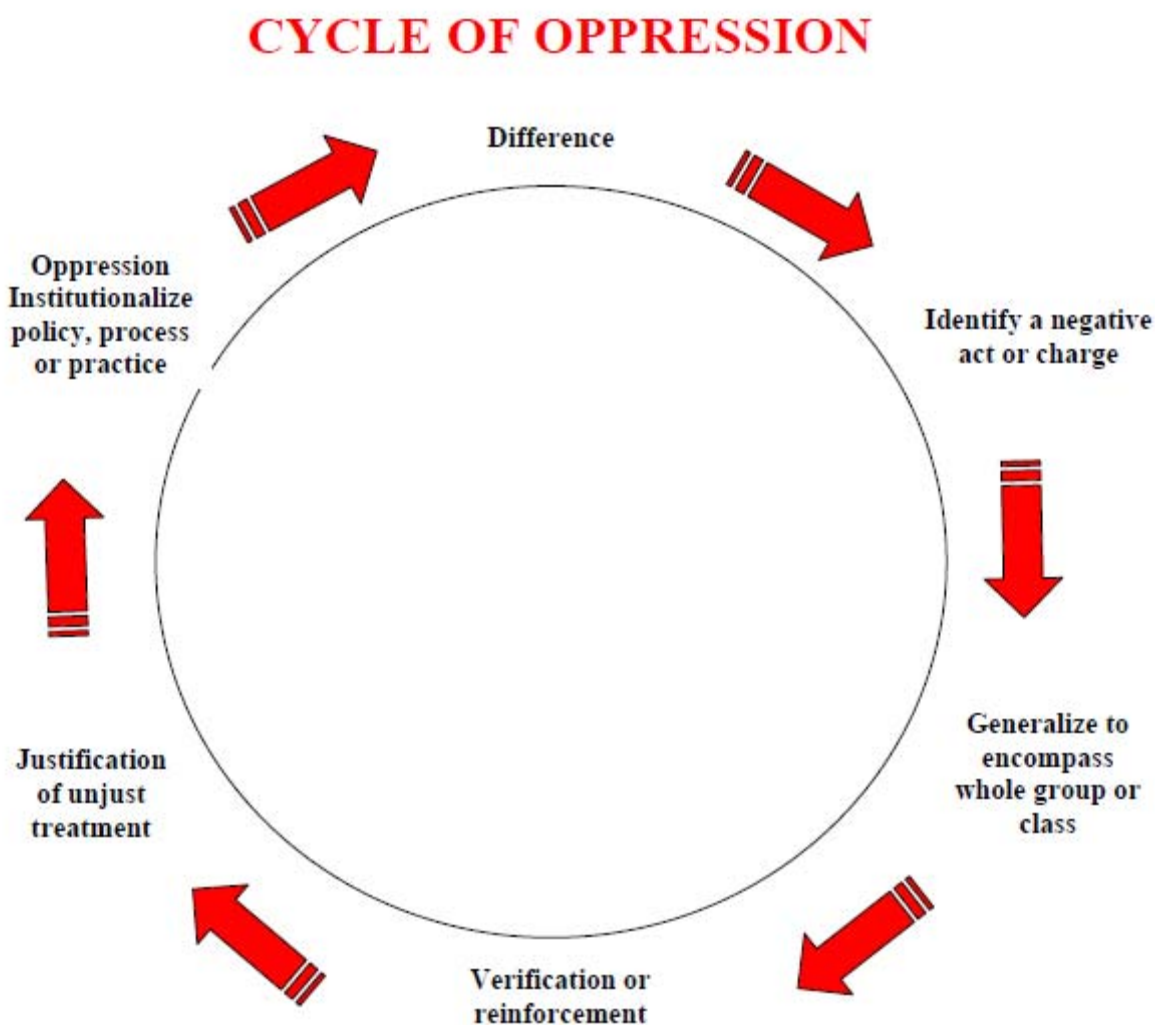 CYCLE OF OPPRESSION
Difference
Identify a negative
act or charge
Generalize to
encompass
whole group or
class
Verification or
reinforcement
Justification
of unjust
treatment
Oppression
Institutionalize
policy, process
or practice